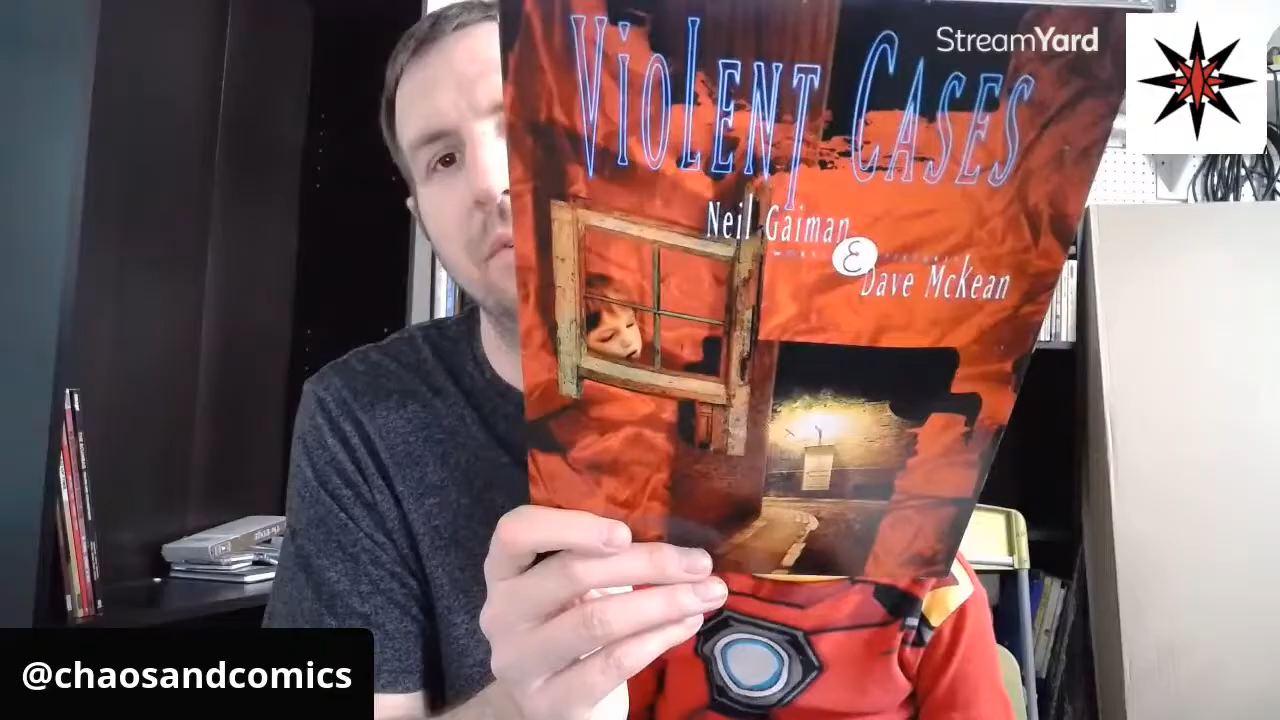 StreamYard
VIOLENT CASES
Neil Gaiman
&
Dave McKean
@chaosandcomics